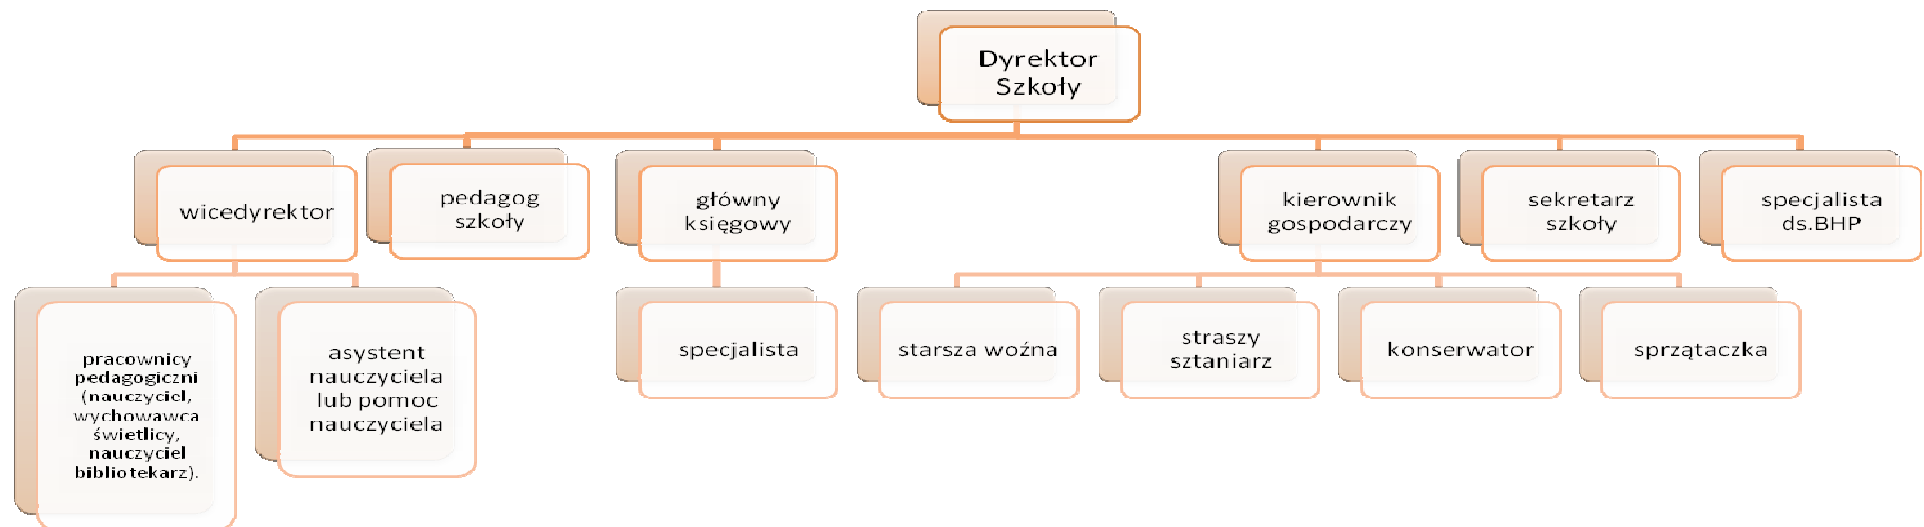 Dyrektor
Szkoły
wicedyrektor
pedagog
szkoły
główny
księgowy
kierownik
gospodarczy
sekretarz
szkoły
specjalista
ds.BHP
pracownicy
pedagogiczni
(nauczyciel,
wychowawca
świetlicy,
nauczyciel
bibliotekarz).
asystent
nauczyciela
lub pomoc
nauczyciela
specjalista
starsza woźna
straszy
sztaniarz
konserwator
sprzątaczka